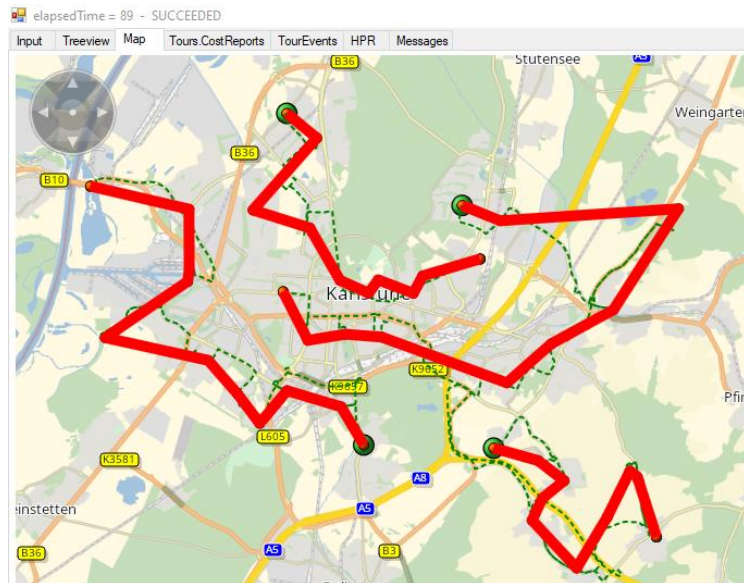 elapsedTime = 89 - SUCCEEDED
Input Treeview Map Tours.CostReports TourEvents HPR Messages
B36
Stutensee
A5
Weingarten
B36
B10
Karlsruhe
K9652
K9657
Pfin
L605
K3581
A8
einstetten
A5
B36
A5
B3